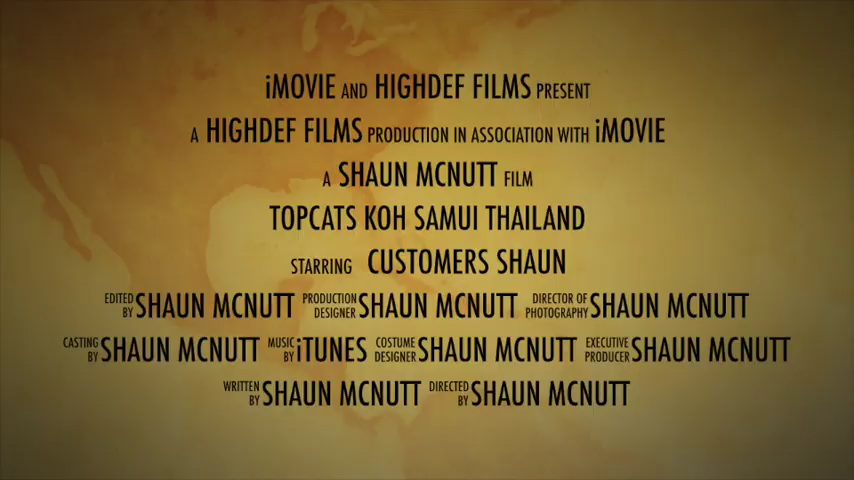 iMOVIE AND HIGHDEF FILMS PRESENT
A HIGHDEF FILMS PRODUCTION IN ASSOCIATION WITH iMOVIE
A SHAUN MCNUTT FILM
TOPCATS KOH SAMUI THAILAND
STARRING CUSTOMERS SHAUN
EDITED BY SHAUN MCNUTT PRODUCTION DESIGNER SHAUN MCNUTT DIRECTOR OF PHOTOGRAPHY SHAUN MCNUTT
CASTING BY SHAUN MCNUTT MUSIC BY iTUNES COSTUME DESIGNER SHAUN MCNUTT EXECUTIVE PRODUCER SHAUN MCNUTT
WRITTEN BY SHAUN MCNUTT DIRECTED BY SHAUN MCNUTT